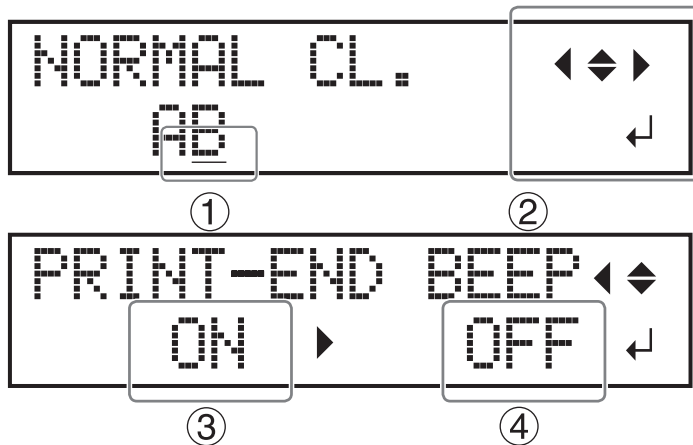 NORMAL CL. ◀ ◆ ▶
AB ↵
① ②
PRINT-END BEEP ◀ ◆
ON ▶ OFF ↵
③ ④